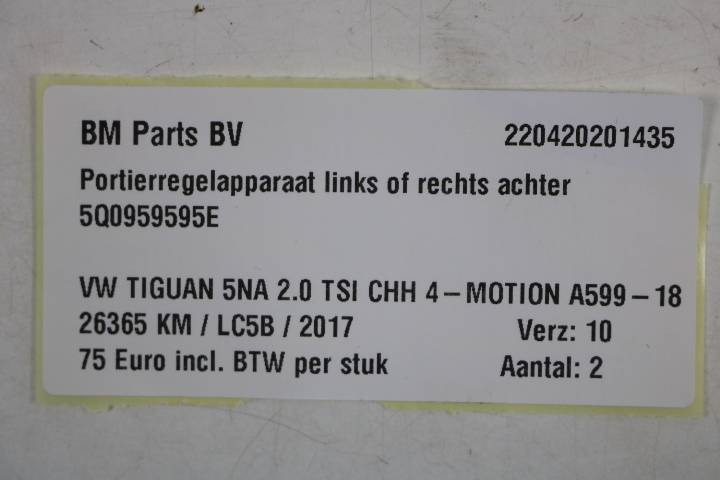 BM Parts BV 220420201435
Portierregelapparaat links of rechts achter
5Q0959595E
VW TIGUAN 5NA 2.0 TSI CHH 4-MOTION A599-18
26365 KM / LC5B / 2017 Verz: 10
75 Euro incl. BTW per stuk Aantal: 2